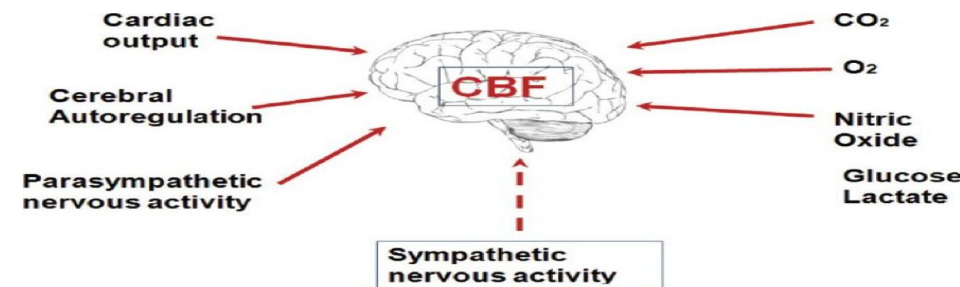 Cardiac
output
Cerebral
Autoregulation
Parasympathetic
nervous activity
CBF
Sympathetic
nervous activity
CO₂
O₂
Nitric
Oxide
Glucose
Lactate